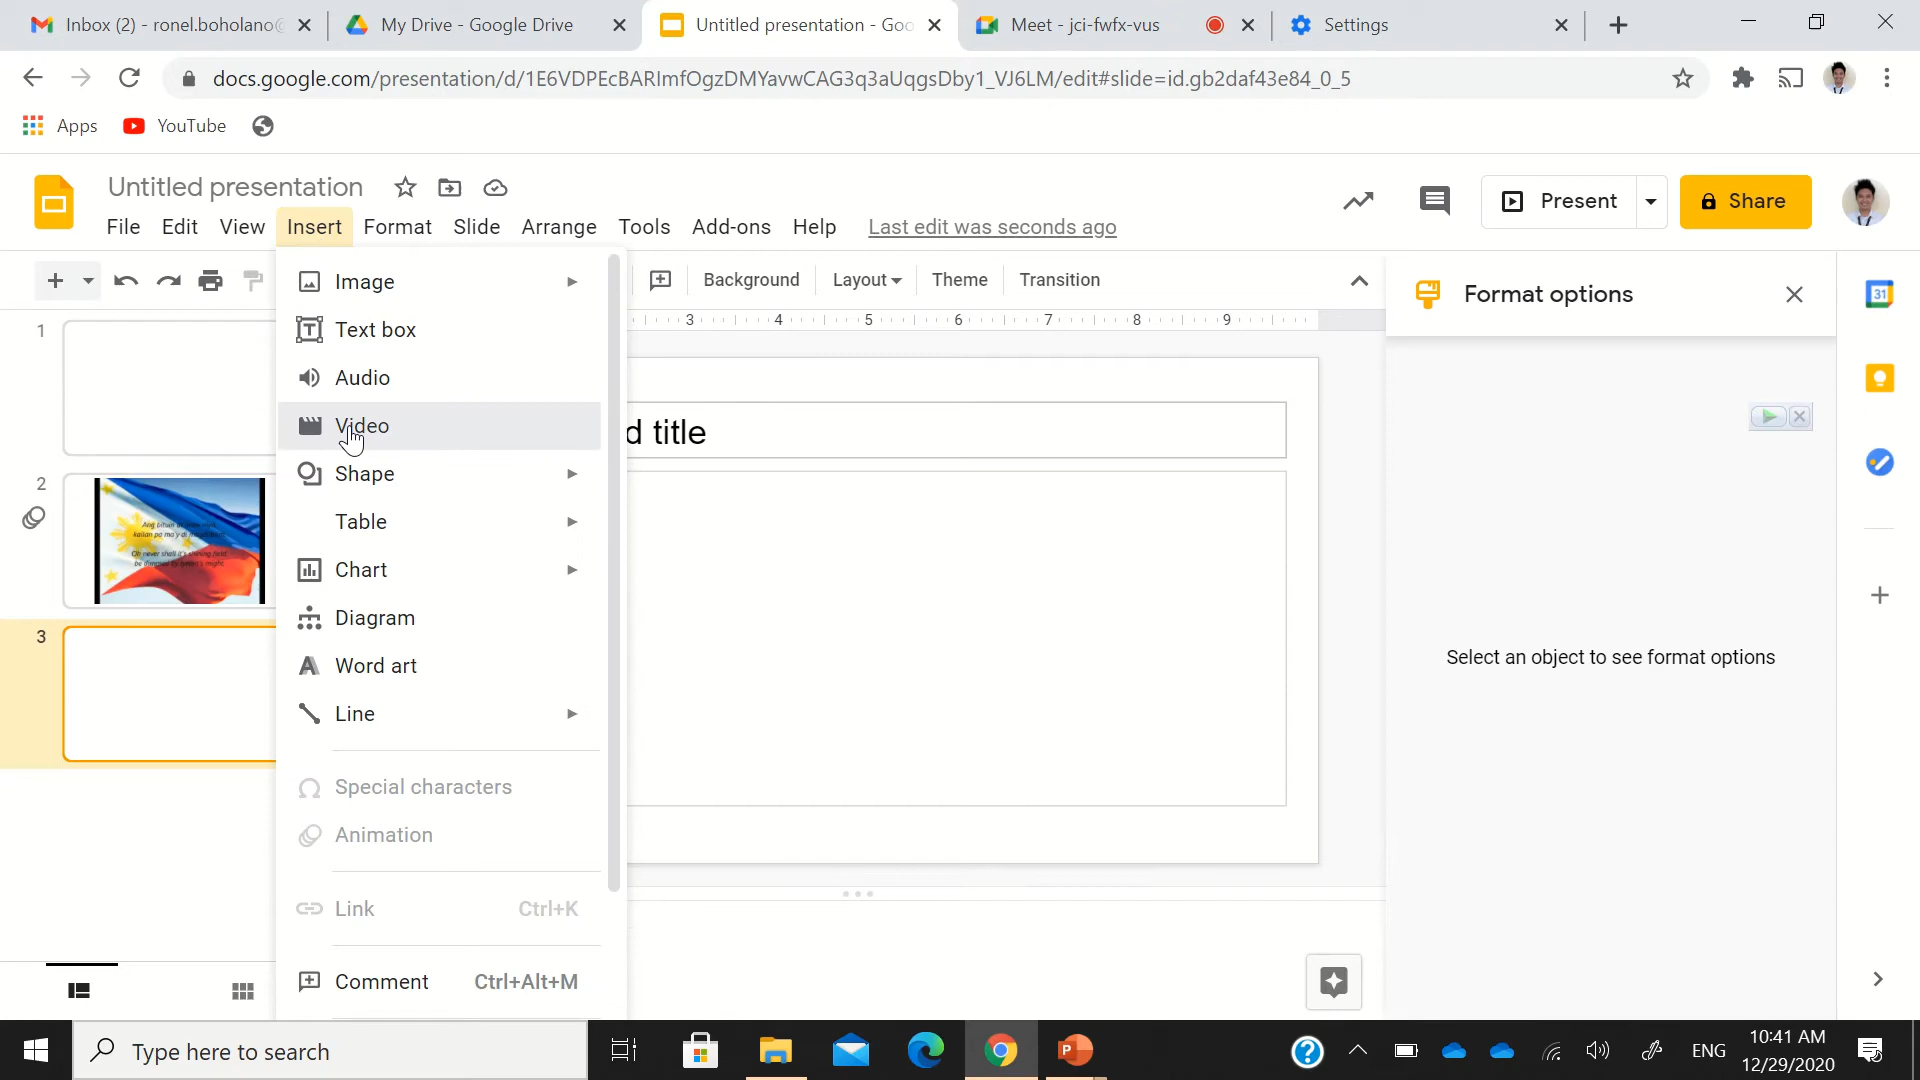 Inbox (2) - ronel.boholano@
My Drive - Google Drive
Untitled presentation - Goo
Meet - jci-fwfx-vus
Settings
docs.google.com/presentation/d/1E6VDPEcBARImfOgzDMYavwCAG3q3aUqgsDby1_VJ6LM/edit#slide=id.gb2daf43e84_0_5
Apps
YouTube
Untitled presentation
Present
Share
File Edit View Insert Format Slide Arrange Tools Add-ons Help Last edit was seconds ago
Background Layout Theme Transition
Format options
31
Image
Text box
Audio
Video
Shape
Table
Chart
Diagram
Word art
Line
Special characters
Animation
Link Ctrl+K
Comment Ctrl+Alt+M
3 4 5 6 7 8 9
d title
1
2
3
Select an object to see format options
Type here to search
ENG
10:41 AM
12/29/2020